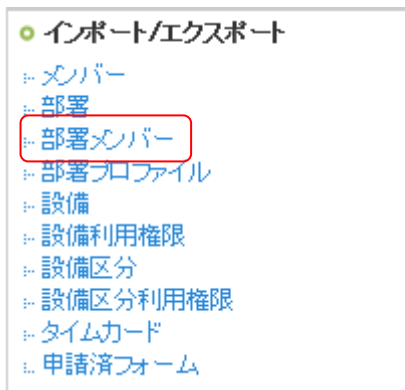 インポート/エクスポート
メンバー
部署
部署メンバー
部署プロファイル
設備
設備利用権限
設備区分
設備区分利用権限
タイムカード
申請済フォーム